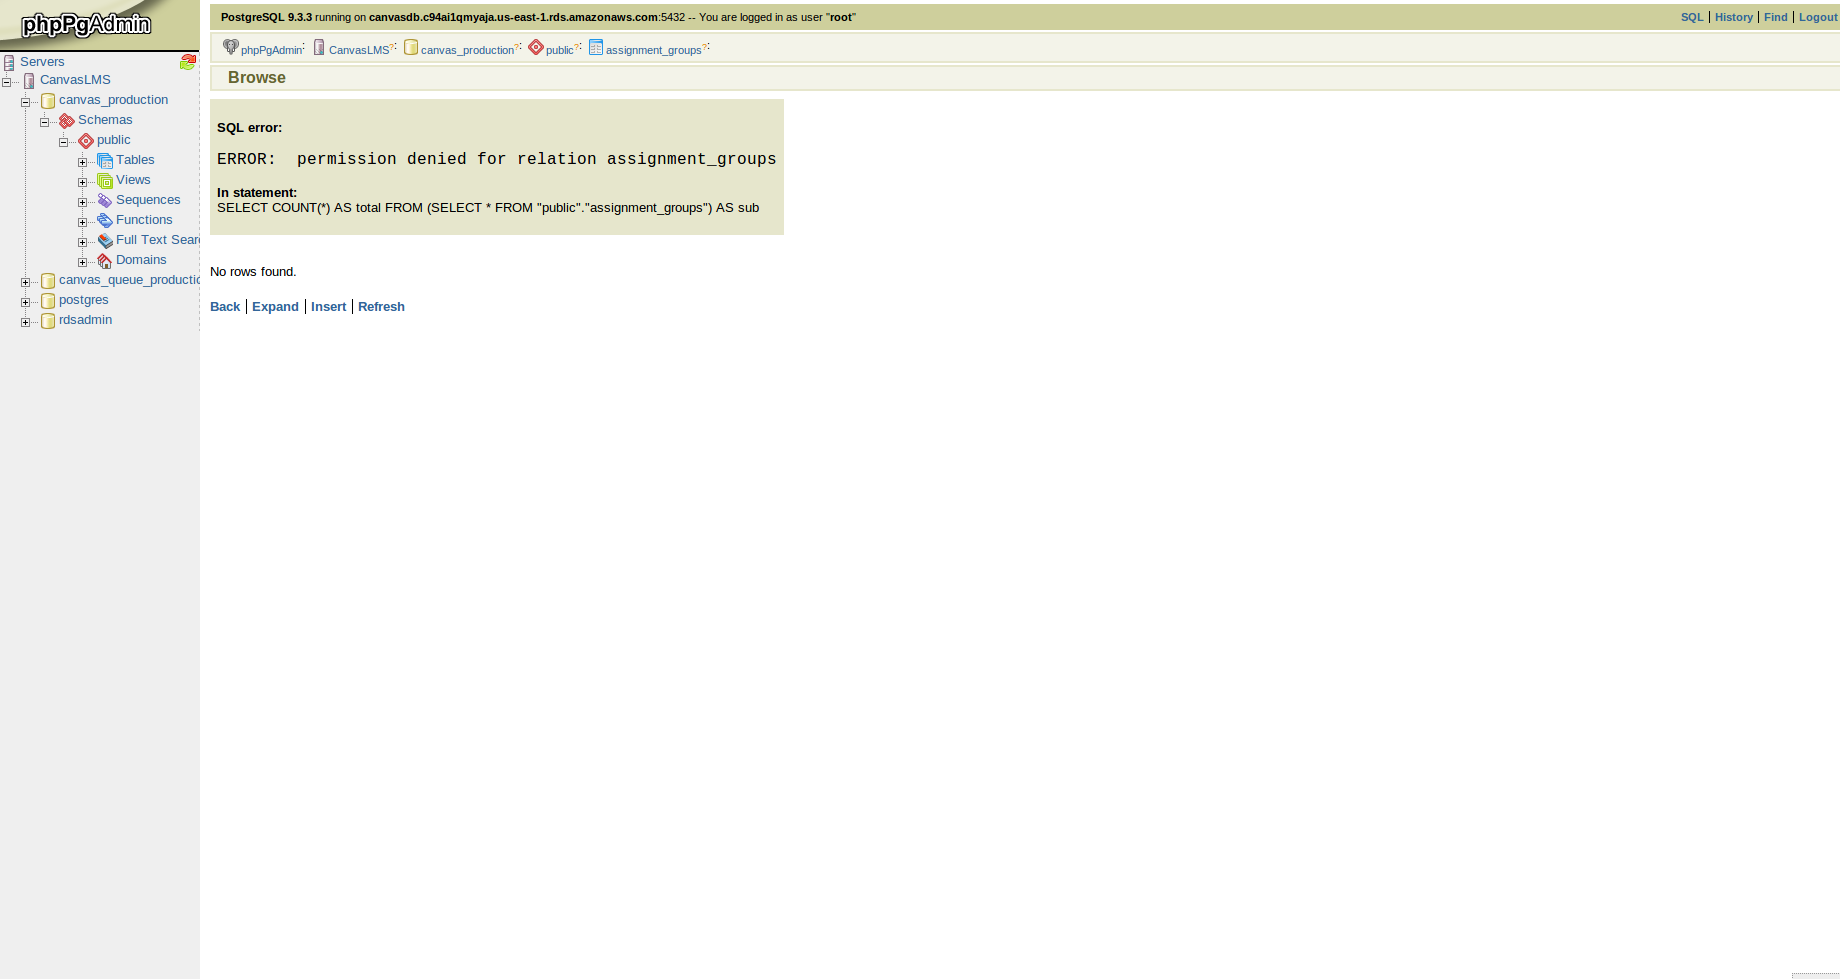 phpPgAdmin
PostgreSQL 9.3.3 running on canvasdb.c94ai1qmyaja.us-east-1.rds.amazonaws.com:5432 -- You are logged in as user "root"
SQL | History | Find | Logout
phpPgAdmin: CanvasLMS?: canvas_production?: public?: assignment_groups?:
Browse
Servers
CanvasLMS
canvas_production
Schemas
public
Tables
Views
Sequences
Functions
Full Text Sear
Domains
canvas_queue_productio
postgres
rdsadmin
SQL error:
ERROR:  permission denied for relation assignment_groups
In statement:
SELECT COUNT(*) AS total FROM (SELECT * FROM "public"."assignment_groups") AS sub
No rows found.
Back | Expand | Insert | Refresh